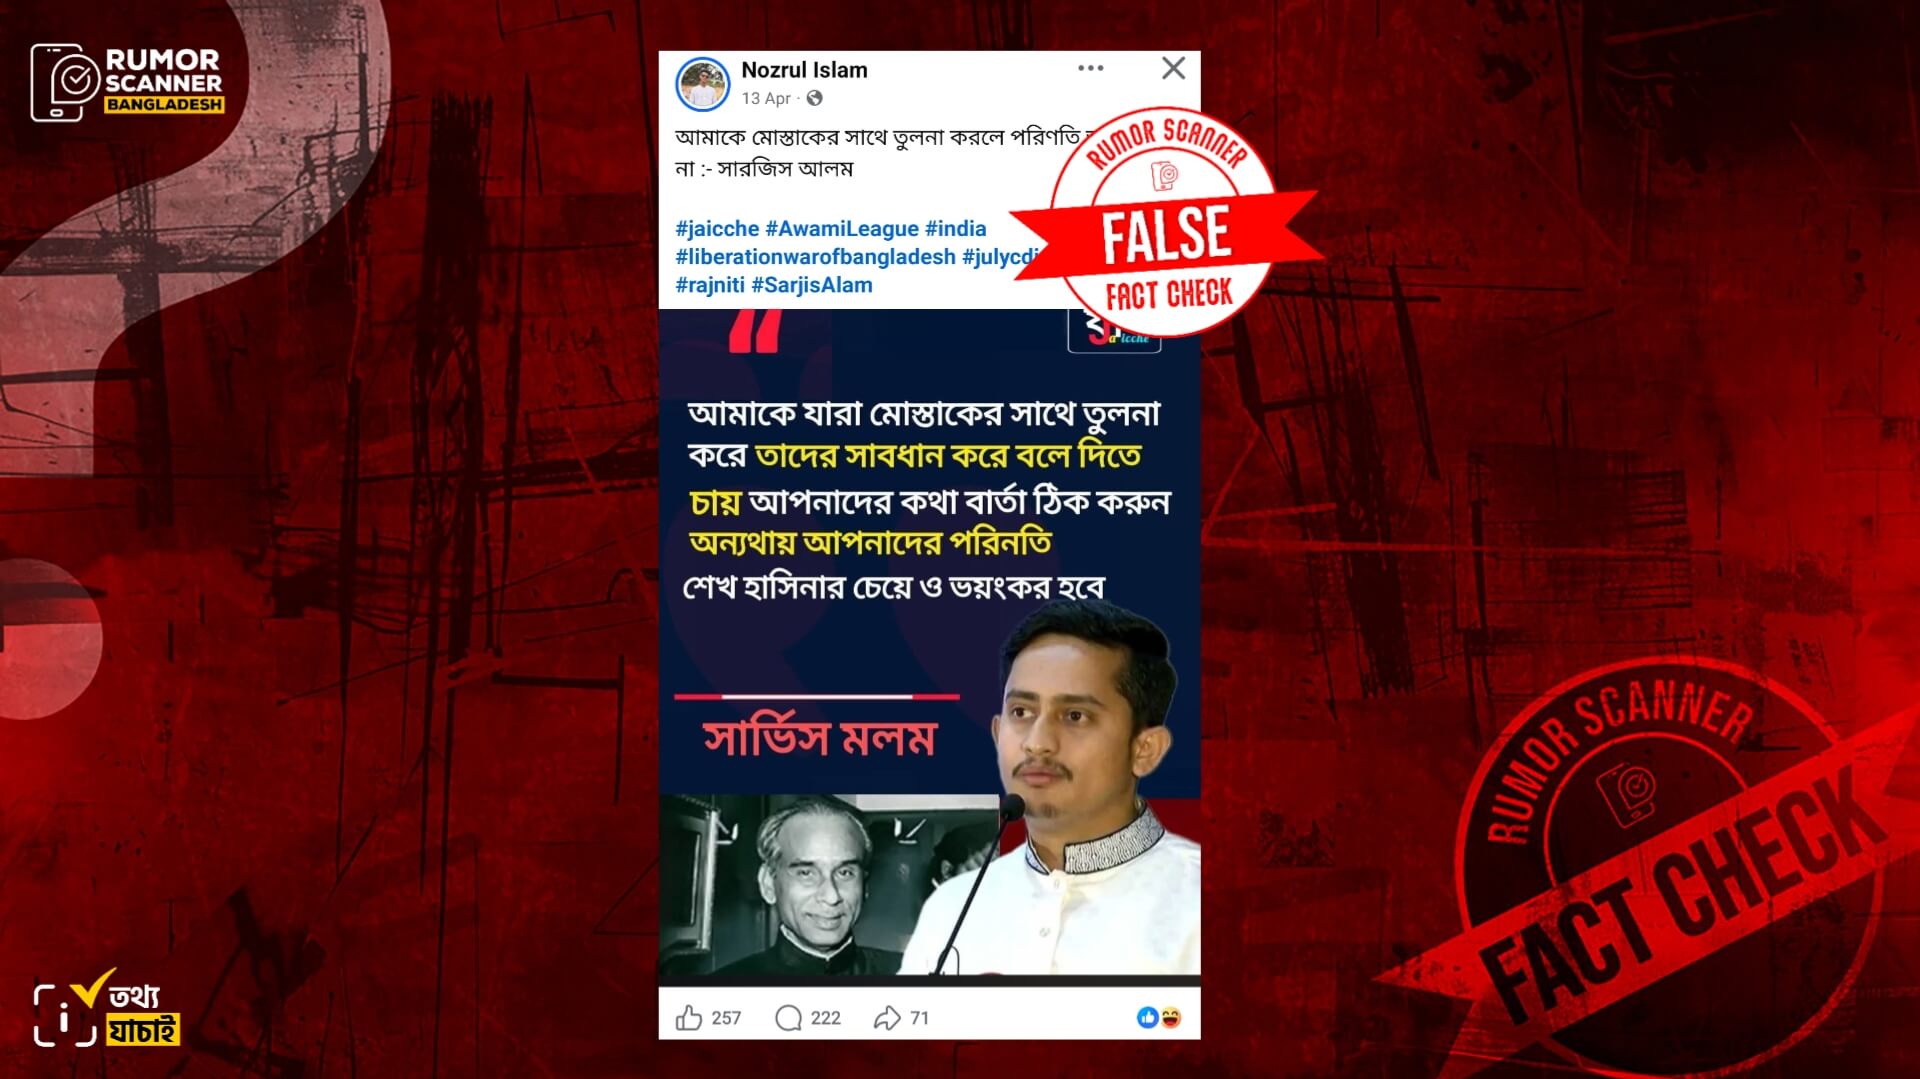 RUMOR
SCANNER
BANGLADESH
Nozrul Islam
13 Apr
আমাকে মোস্তাকের সাথে তুলনা করলে পরিণতি
না :- সারজিস আলম
#jaicche #AwamiLeague #india
#liberationwarofbangladesh
#rajniti #SarjisAlam
RUMOR SCANNER
FALSE
FACT CHECK
আমাকে যারা মোস্তাকের সাথে তুলনা
করে তাদের সাবধান করে বলে দিতে
চায় আপনাদের কথা বার্তা ঠিক করুন
অন্যথায় আপনাদের পরিনতি
শেখ হাসিনার চেয়ে ও ভয়ংকর হবে
সার্ভিস মলম
257 222 71
RUMOR SCANNER
FACT CHECK
তথ্য
যাচাই